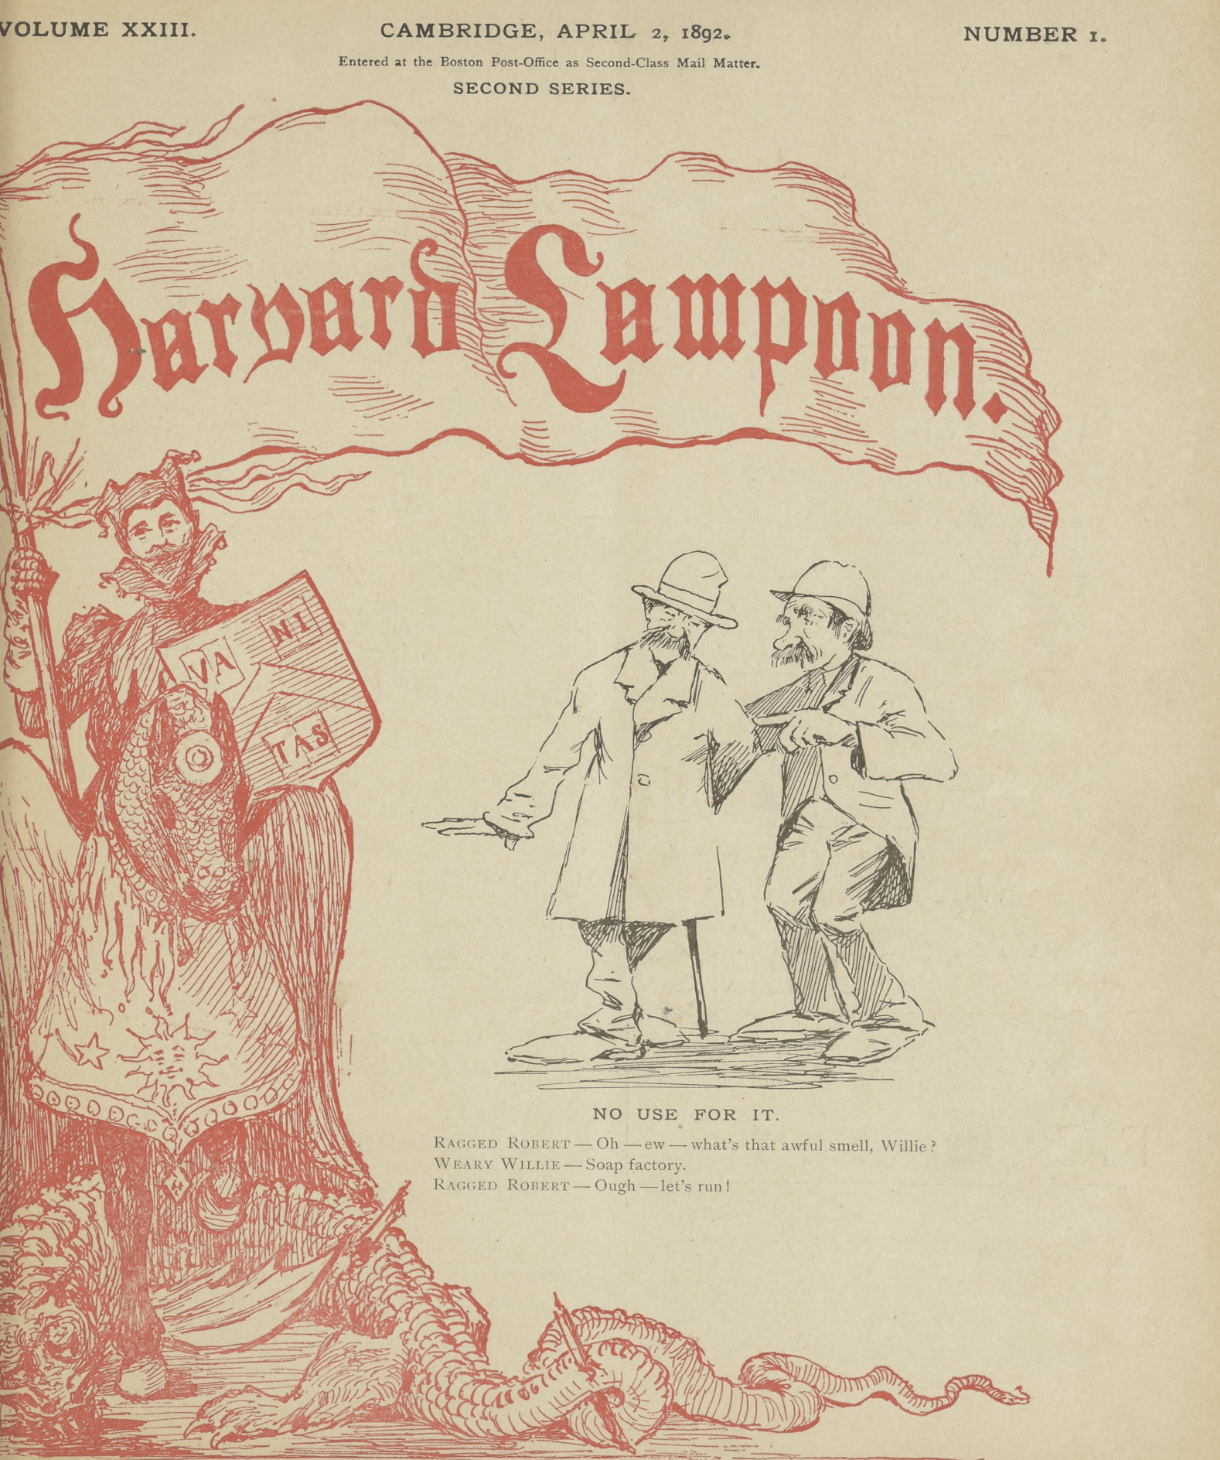 VOLUME XXIII.
CAMBRIDGE, APRIL 2, 1892.
NUMBER 1.
Entered at the Boston Post-Office as Second-Class Mail Matter.
SECOND SERIES.
Harvard Lampoon.
VA
NI
TAS
NO USE FOR IT.
RAGGED ROBERT — Oh — ew — what's that awful smell, Willie?
WEARY WILLIE — Soap factory.
RAGGED ROBERT — Ough — let's run!